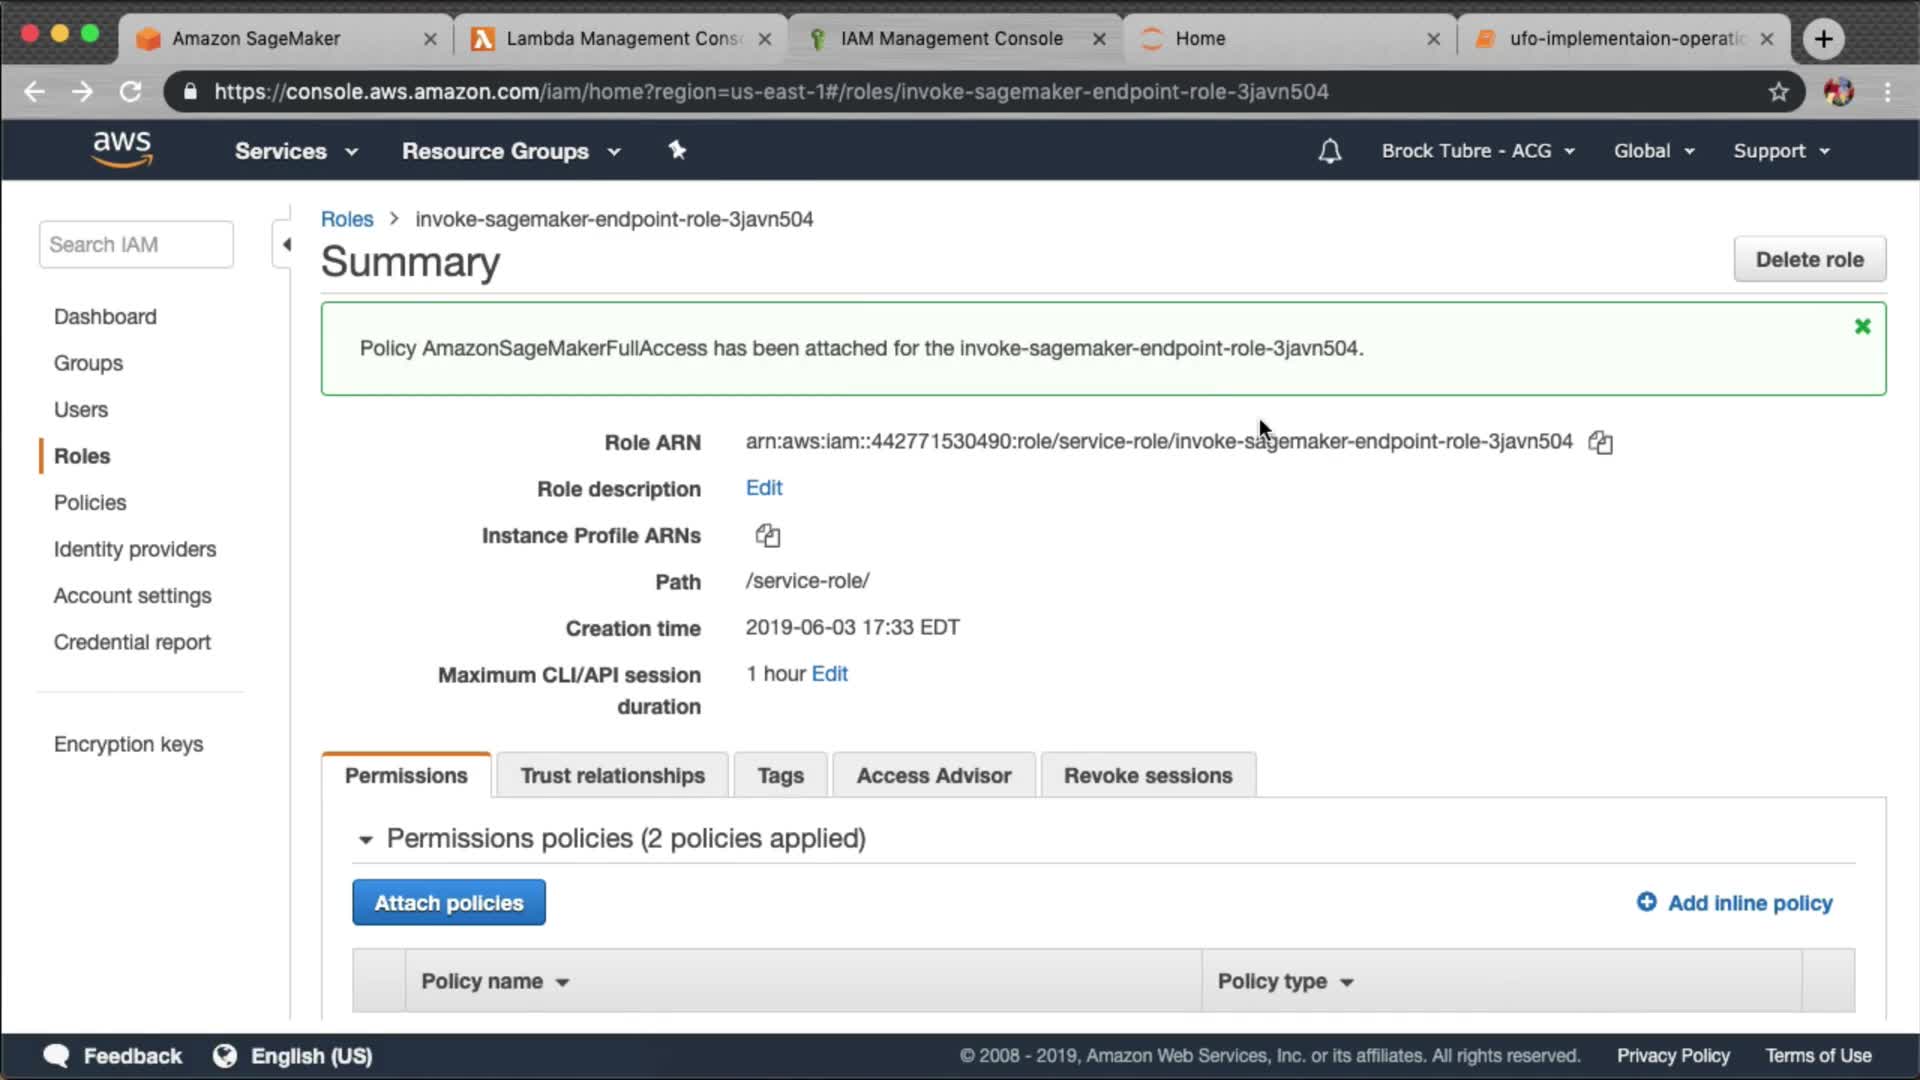 Amazon SageMaker
Lambda Management Cons
IAM Management Console
Home
ufo-implementaion-operatio
https://console.aws.amazon.com/iam/home?region=us-east-1#/roles/invoke-sagemaker-endpoint-role-3javn504
aws
Services
Resource Groups
Brock Tubre - ACG
Global
Support
Search IAM
Dashboard
Groups
Users
Roles
Policies
Identity providers
Account settings
Credential report
Encryption keys
Roles > invoke-sagemaker-endpoint-role-3javn504
Summary
Delete role
Policy AmazonSageMakerFullAccess has been attached for the invoke-sagemaker-endpoint-role-3javn504.
Role ARN arn:aws:iam::442771530490:role/service-role/invoke-sagemaker-endpoint-role-3javn504
Role description Edit
Instance Profile ARNs
Path /service-role/
Creation time 2019-06-03 17:33 EDT
Maximum CLI/API session 1 hour Edit
duration
Permissions
Trust relationships
Tags
Access Advisor
Revoke sessions
Permissions policies (2 policies applied)
Attach policies
Add inline policy
Policy name
Policy type
Feedback
English (US)
© 2008 - 2019, Amazon Web Services, Inc. or its affiliates. All rights reserved.
Privacy Policy
Terms of Use